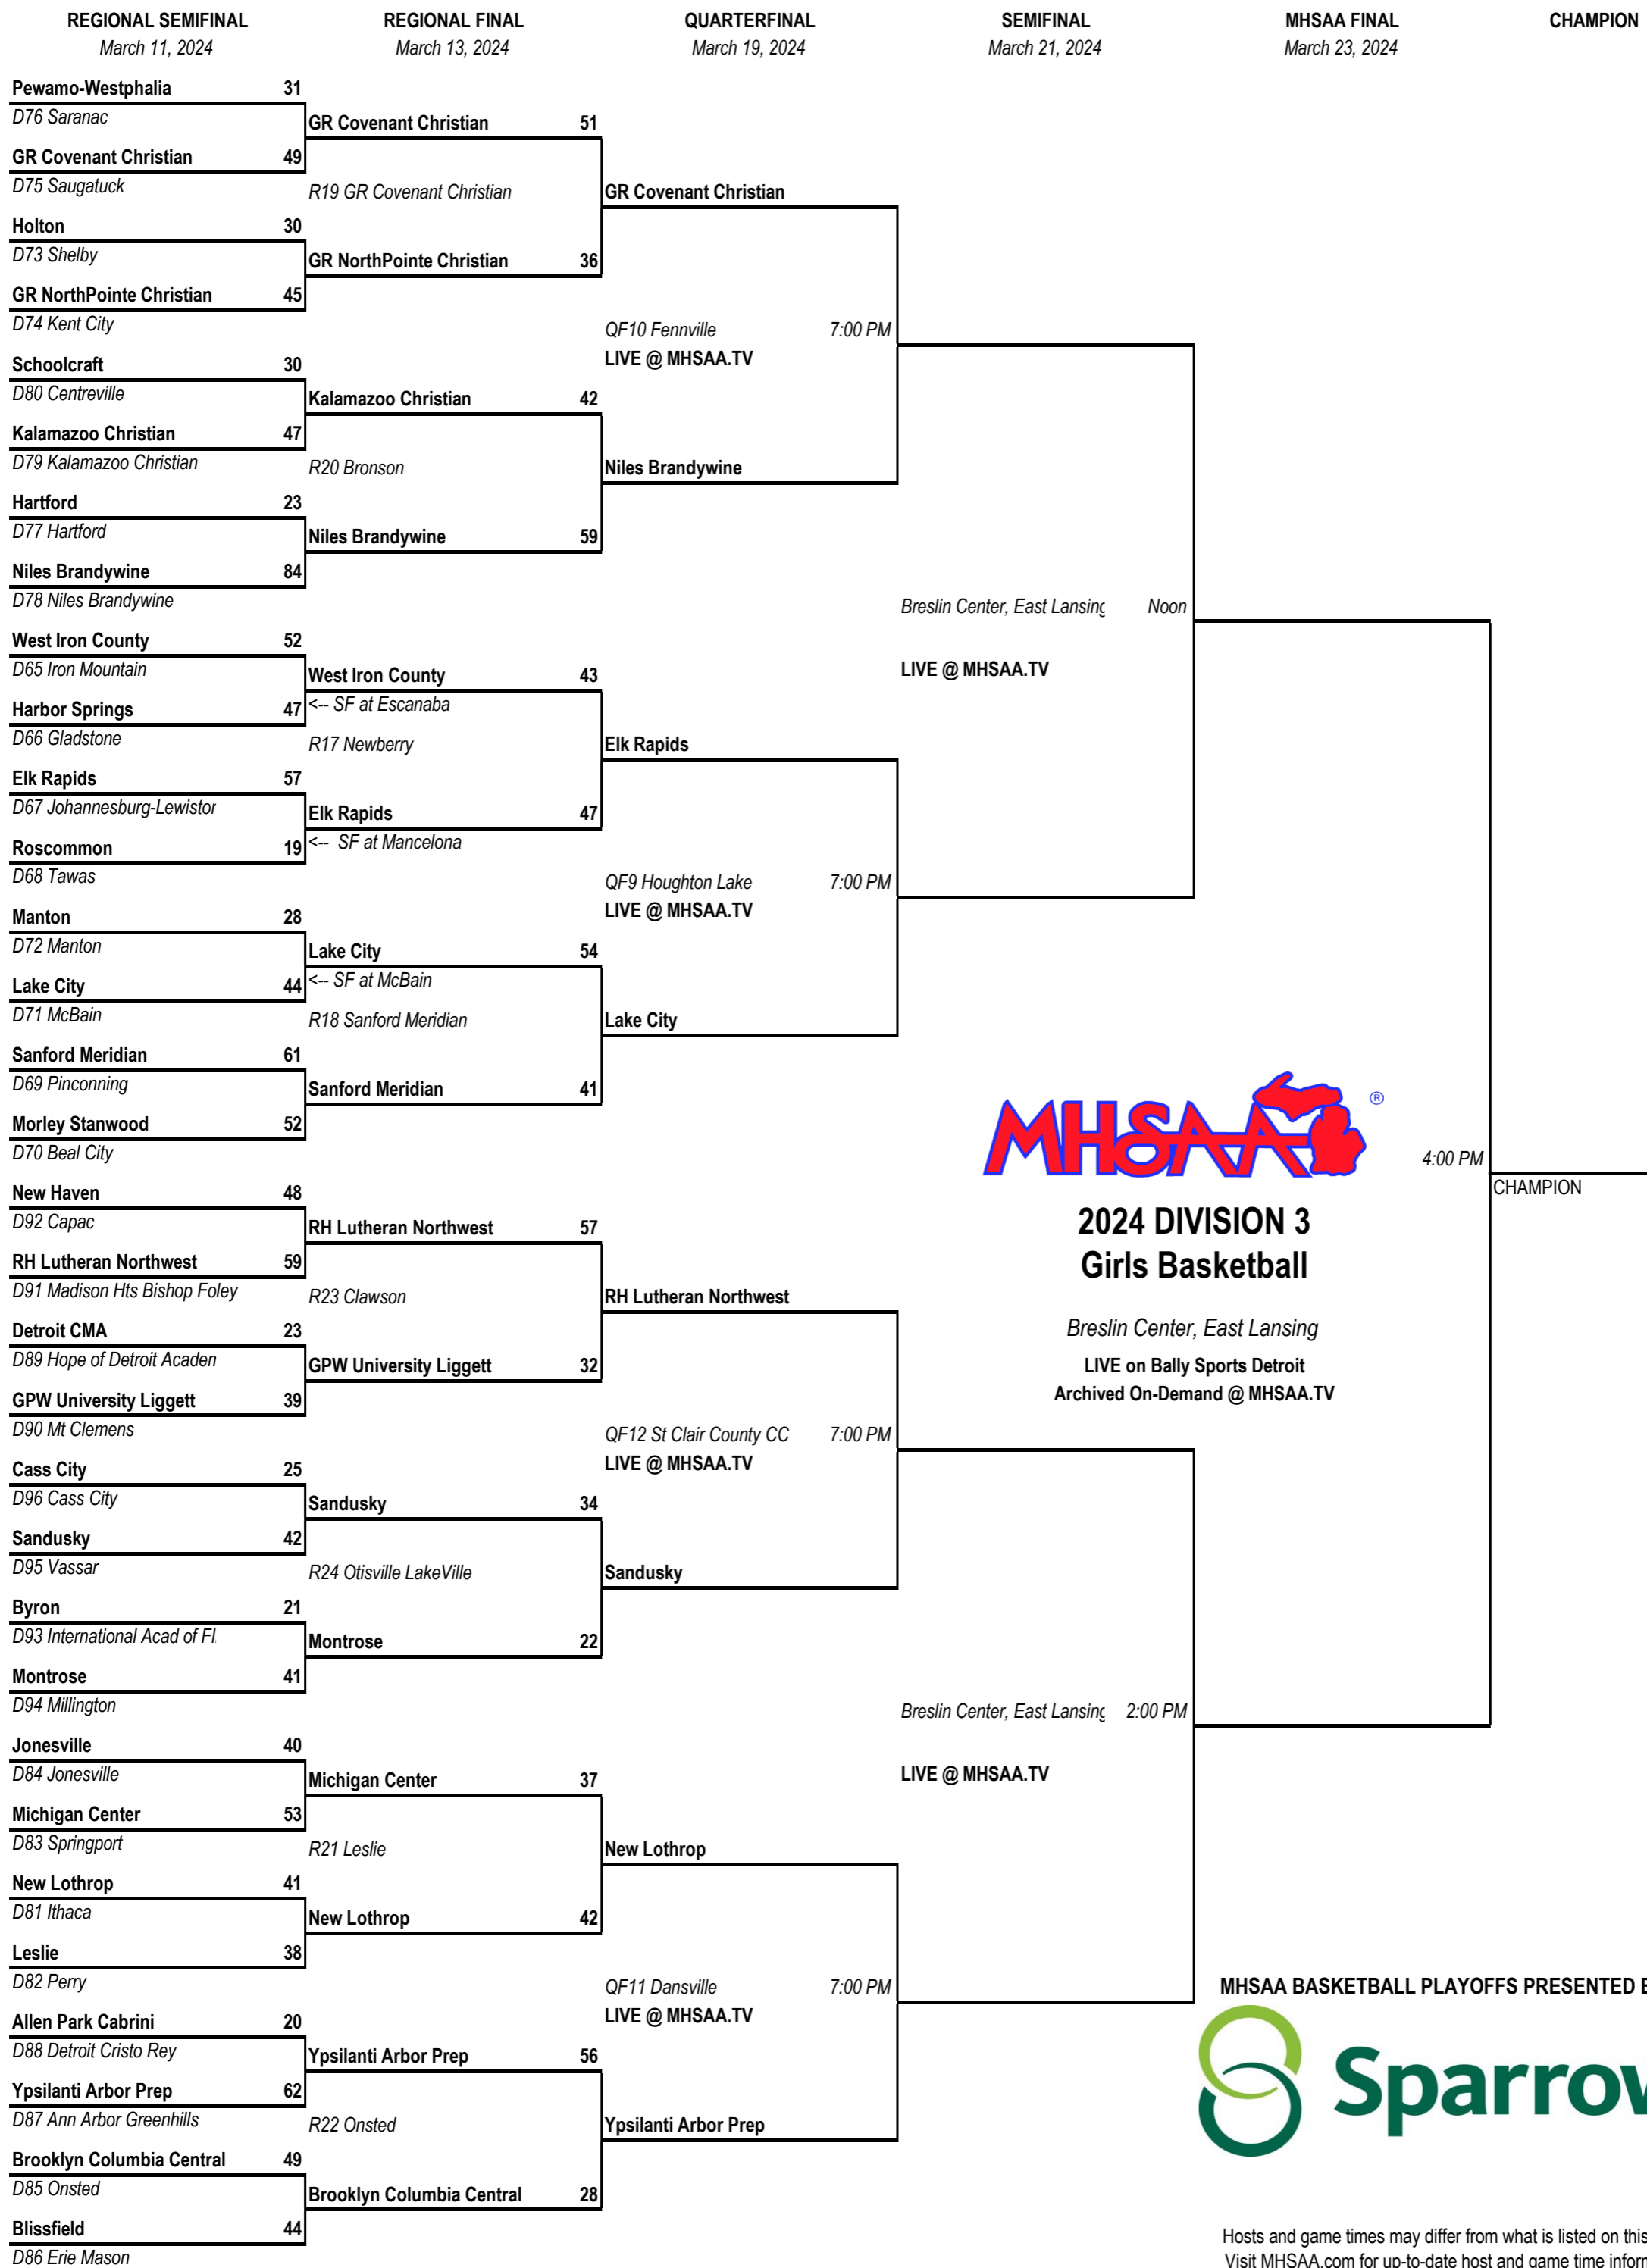 REGIONAL SEMIFINAL
March 11, 2024
REGIONAL FINAL
March 13, 2024
QUARTERFINAL
March 19, 2024
SEMIFINAL
March 21, 2024
MHSAA FINAL
March 23, 2024
CHAMPION
Pewamo-Westphalia 31
D76 Saranac
GR Covenant Christian 49
D75 Saugatuck
Holton 30
D73 Shelby
GR NorthPointe Christian 45
D74 Kent City
Schoolcraft 30
D80 Centreville
Kalamazoo Christian 47
D79 Kalamazoo Christian
Hartford 23
D77 Hartford
Niles Brandywine 84
D78 Niles Brandywine
West Iron County 52
D65 Iron Mountain
Harbor Springs 47
D66 Gladstone
Elk Rapids 57
D67 Johannesburg-Lewistor
Roscommon 19
D68 Tawas
Manton 28
D72 Manton
Lake City 44
D71 McBain
Sanford Meridian 61
D69 Pinconning
Morley Stanwood 52
D70 Beal City
New Haven 48
D92 Capac
RH Lutheran Northwest 59
D91 Madison Hts Bishop Foley
Detroit CMA 23
D89 Hope of Detroit Acaden
GPW University Liggett 39
D90 Mt Clemens
Cass City 25
D96 Cass City
Sandusky 42
D95 Vassar
Byron 21
D93 International Acad of Fl
Montrose 41
D94 Millington
Jonesville 40
D84 Jonesville
Michigan Center 53
D83 Springport
New Lothrop 41
D81 Ithaca
Leslie 38
D82 Perry
Allen Park Cabrini 20
D88 Detroit Cristo Rey
Ypsilanti Arbor Prep 62
D87 Ann Arbor Greenhills
Brooklyn Columbia Central 49
D85 Onsted
Blissfield 44
D86 Erie Mason
GR Covenant Christian 51
R19 GR Covenant Christian
GR NorthPointe Christian 36
Kalamazoo Christian 42
R20 Bronson
Niles Brandywine 59
West Iron County 43
<-- SF at Escanaba
R17 Newberry
Elk Rapids 47
<-- SF at Mancelona
Lake City 54
<-- SF at McBain
R18 Sanford Meridian
Sanford Meridian 41
RH Lutheran Northwest 57
R23 Clawson
GPW University Liggett 32
Sandusky 34
R24 Otisville LakeVille
Montrose 22
Michigan Center 37
R21 Leslie
New Lothrop 42
Ypsilanti Arbor Prep 56
R22 Onsted
Brooklyn Columbia Central 28
GR Covenant Christian
QF10 Fennville 7:00 PM
LIVE @ MHSAA.TV
Niles Brandywine
Elk Rapids
QF9 Houghton Lake 7:00 PM
LIVE @ MHSAA.TV
Lake City
RH Lutheran Northwest
QF12 St Clair County CC 7:00 PM
LIVE @ MHSAA.TV
Sandusky
New Lothrop
QF11 Dansville 7:00 PM
LIVE @ MHSAA.TV
Ypsilanti Arbor Prep
Breslin Center, East Lansing Noon
LIVE @ MHSAA.TV
Breslin Center, East Lansing 2:00 PM
LIVE @ MHSAA.TV
MHSAA ®
4:00 PM
CHAMPION
2024 DIVISION 3
Girls Basketball
Breslin Center, East Lansing
LIVE on Bally Sports Detroit
Archived On-Demand @ MHSAA.TV
MHSAA BASKETBALL PLAYOFFS PRESENTED
Sparrow
Hosts and game times may differ from what is listed on this
Visit MHSAA.com for up-to-date host and game time